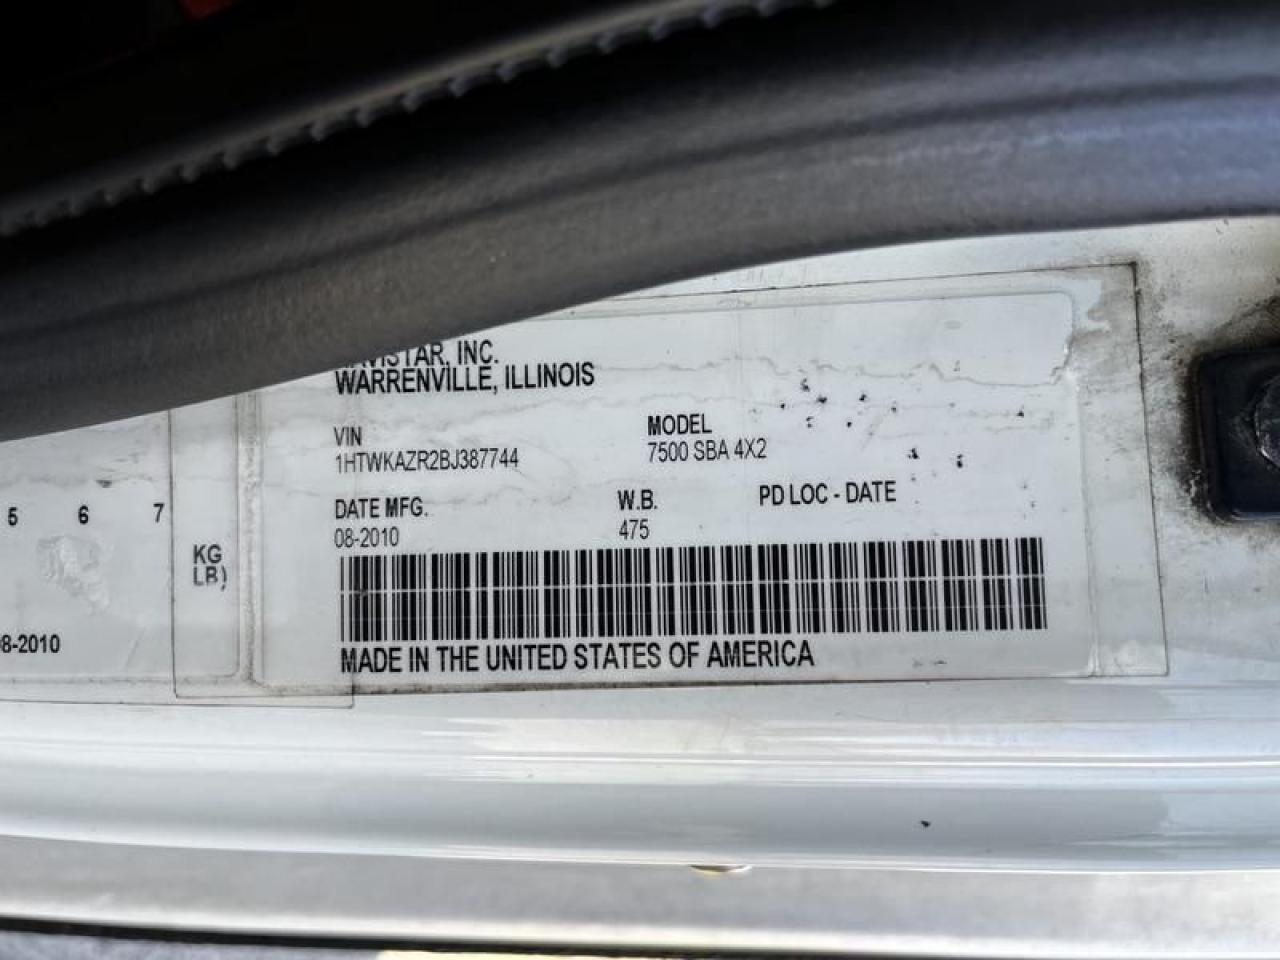 NAVISTAR, INC.
WARRENVILLE, ILLINOIS
VIN
1HTWKAZR2BJ387744
MODEL
7500 SBA 4X2
DATE MFG.
08-2010
W.B.
475
PD LOC - DATE
MADE IN THE UNITED STATES OF AMERICA
5 6 7
KG
LB)
08-2010